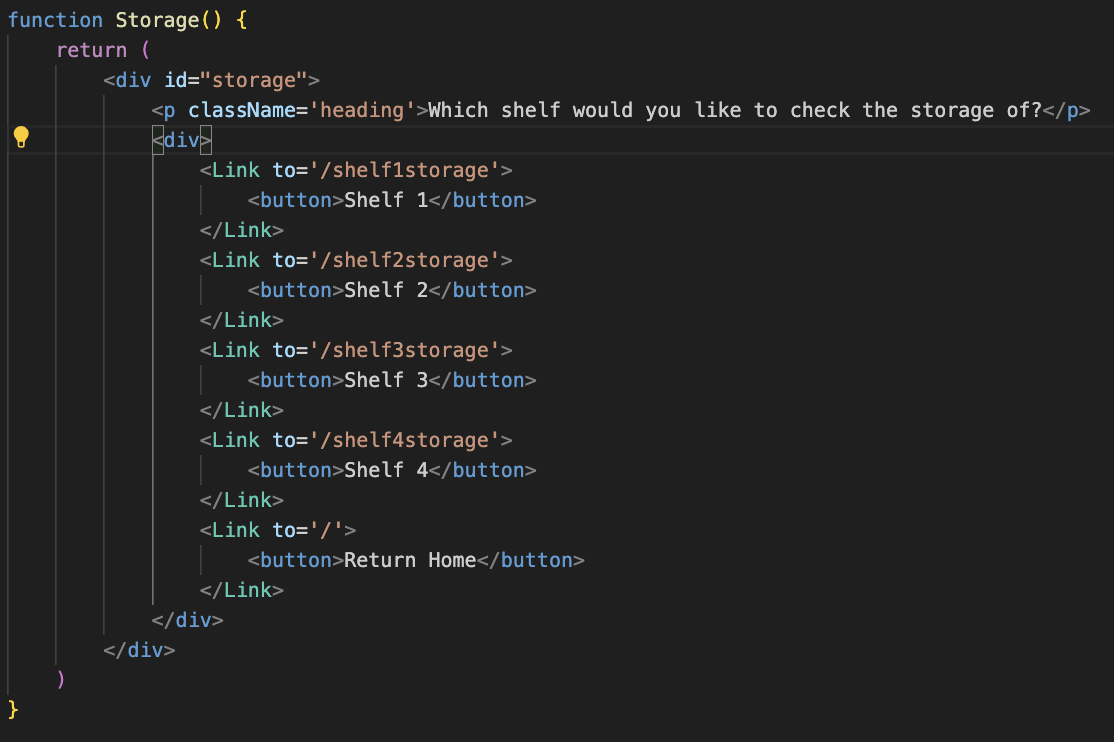 function Storage() {
    return (
        <div id="storage">
            <p className='heading'>Which shelf would you like to check the storage of?</p>
            <div>
                <Link to='/shelf1storage'>
                    <button>Shelf 1</button>
                </Link>
                <Link to='/shelf2storage'>
                    <button>Shelf 2</button>
                </Link>
                <Link to='/shelf3storage'>
                    <button>Shelf 3</button>
                </Link>
                <Link to='/shelf4storage'>
                    <button>Shelf 4</button>
                </Link>
                <Link to='/'>
                    <button>Return Home</button>
                </Link>
            </div>
        </div>
    )
}